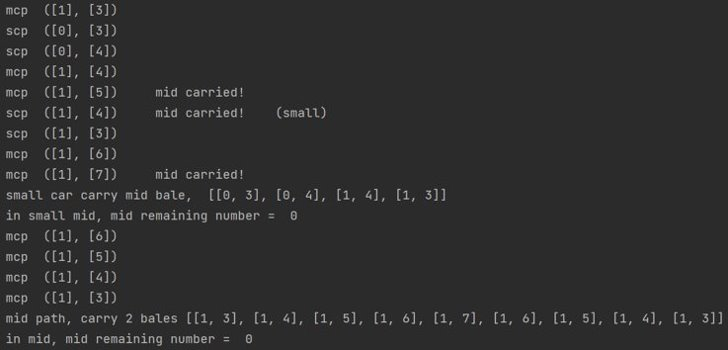 mcp  ([1], [3])
scp  ([0], [3])
scp  ([0], [4])
mcp  ([1], [4])
mcp  ([1], [5])     mid carried!
scp  ([1], [4])     mid carried!    (small)
scp  ([1], [3])
mcp  ([1], [6])
mcp  ([1], [7])     mid carried!
small car carry mid bale,  [[0, 3], [0, 4], [1, 4], [1, 3]]
in small mid, mid remaining number =  0
mcp  ([1], [6])
mcp  ([1], [5])
mcp  ([1], [4])
mcp  ([1], [3])
mid path, carry 2 bales [[1, 3], [1, 4], [1, 5], [1, 6], [1, 7], [1, 6], [1, 5], [1, 4], [1, 3]]
in mid, mid remaining number =  0